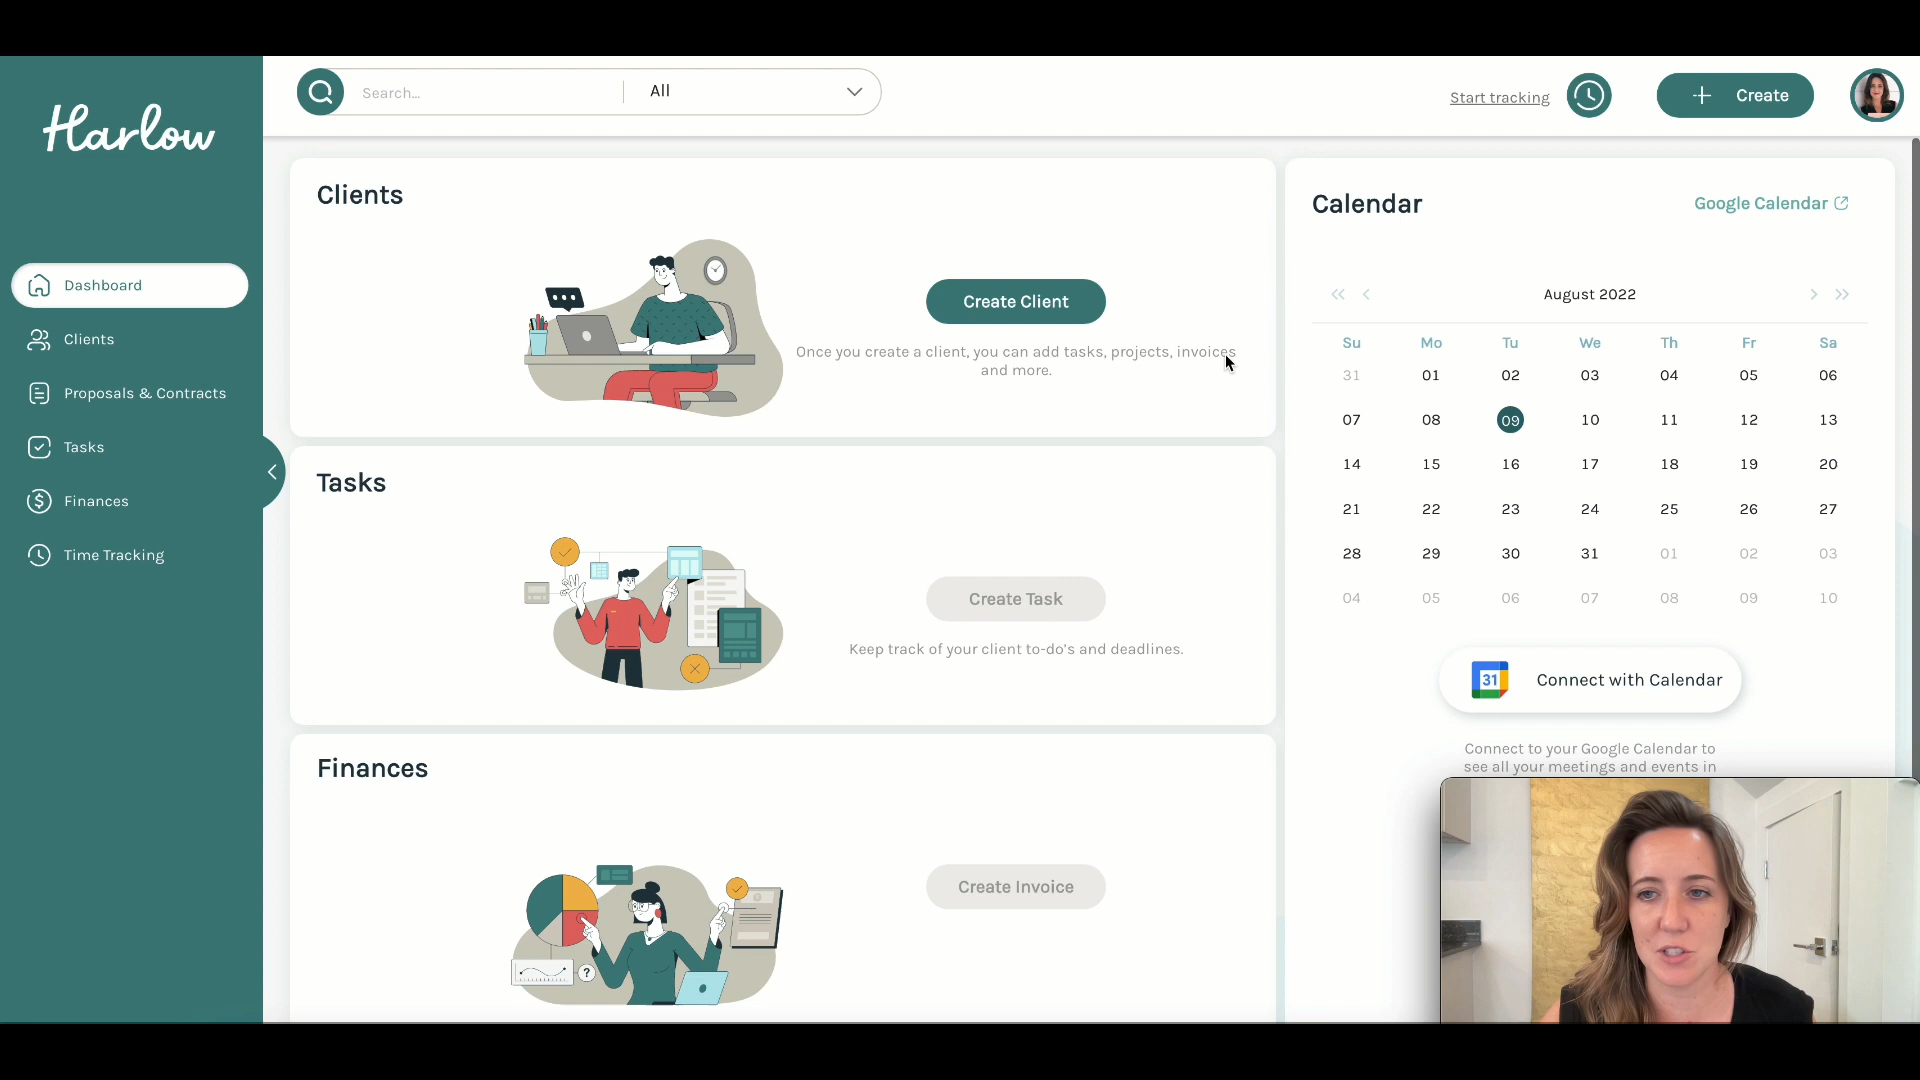 Harlow
Search...
All
Start tracking
Create
Dashboard
Clients
Proposals & Contracts
Tasks
Finances
Time Tracking
Clients
Create Client
Once you create a client, you can add tasks, projects, invoices
and more.
Tasks
Create Task
Keep track of your client to-do's and deadlines.
Finances
Create Invoice
?
Calendar
Google Calendar
August 2022
Su Mo Tu We Th Fr Sa
31 01 02 03 04 05 06
07 08 09 10 11 12 13
14 15 16 17 18 19 20
21 22 23 24 25 26 27
28 29 30 31 01 02 03
04 05 06 07 08 09 10
31
Connect with Calendar
Connect to your Google Calendar to
see all your meetings and events in